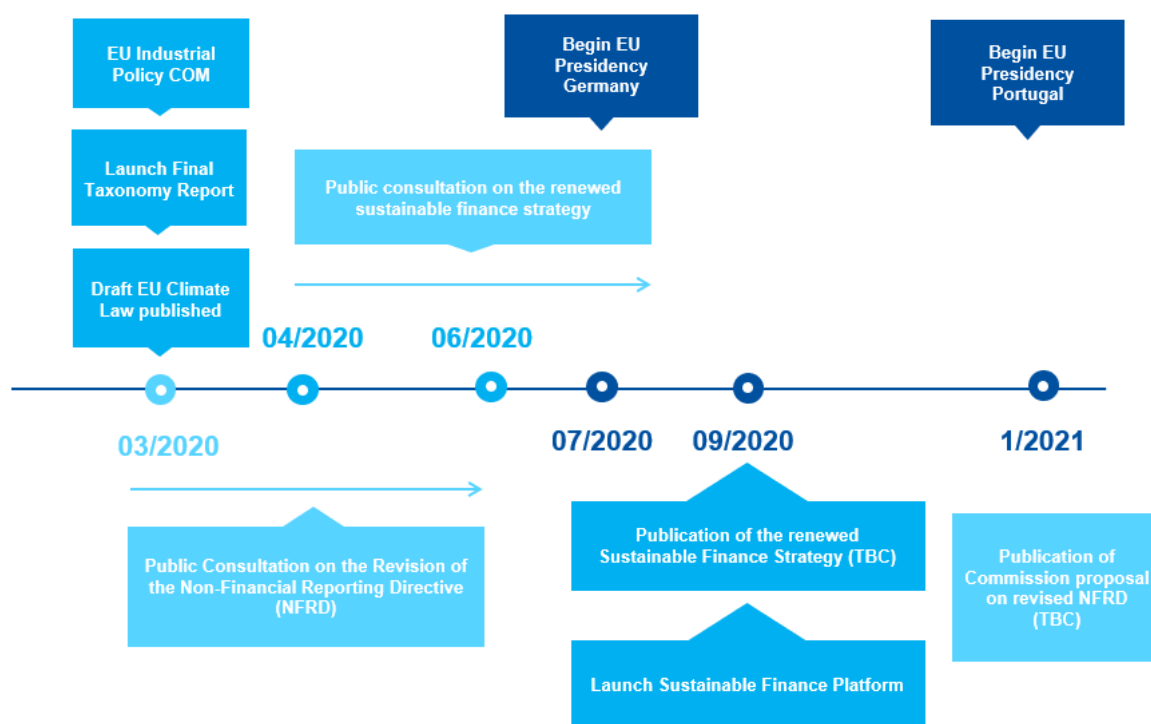 EU Industrial
Policy COM
Launch Final
Taxonomy Report
Draft EU Climate
Law published
Begin EU
Presidency
Germany
Begin EU
Presidency
Portugal
Public consultation on the renewed
sustainable finance strategy
04/2020
06/2020
03/2020
07/2020
09/2020
1/2021
Public Consultation on the Revision of
the Non-Financial Reporting Directive
(NFRD)
Publication of the renewed
Sustainable Finance Strategy (TBC)
Launch Sustainable Finance Platform
Publication of
Commission proposal
on revised NFRD
(TBC)